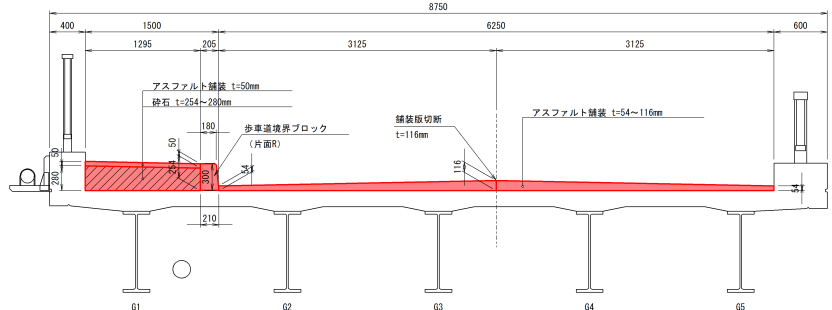 8750
400
1500
6250
600
1295
205
3125
3125
アスファルト舗装 t=50mm
砕石 t=254～280mm
180
歩車道境界ブロック
（片面R）
舗装版切断
t=116mm
アスファルト舗装 t=54～116mm
50
280
50
254
300
54
116
54
210
G1
G2
G3
G4
G5